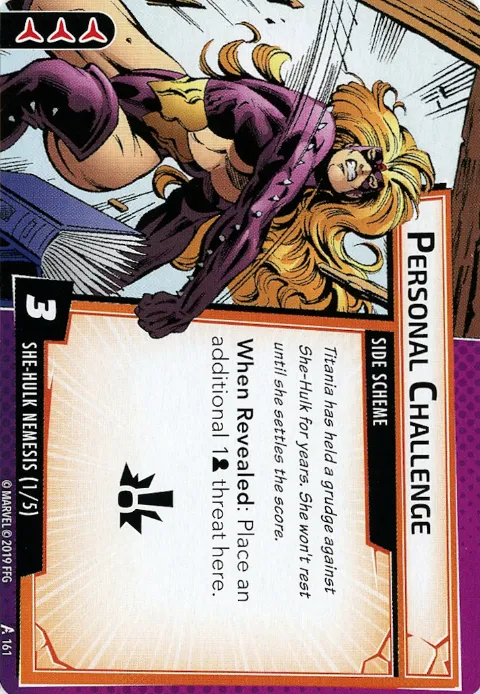 PERSONAL CHALLENGE
SIDE SCHEME
Titania has held a grudge against
She-Hulk for years. She won't rest
until she settles the score.
When Revealed: Place an
additional 1 threat here.
3
SHE-HULK NEMESIS (1/5)
© MARVEL © 2019 FFG
A 161